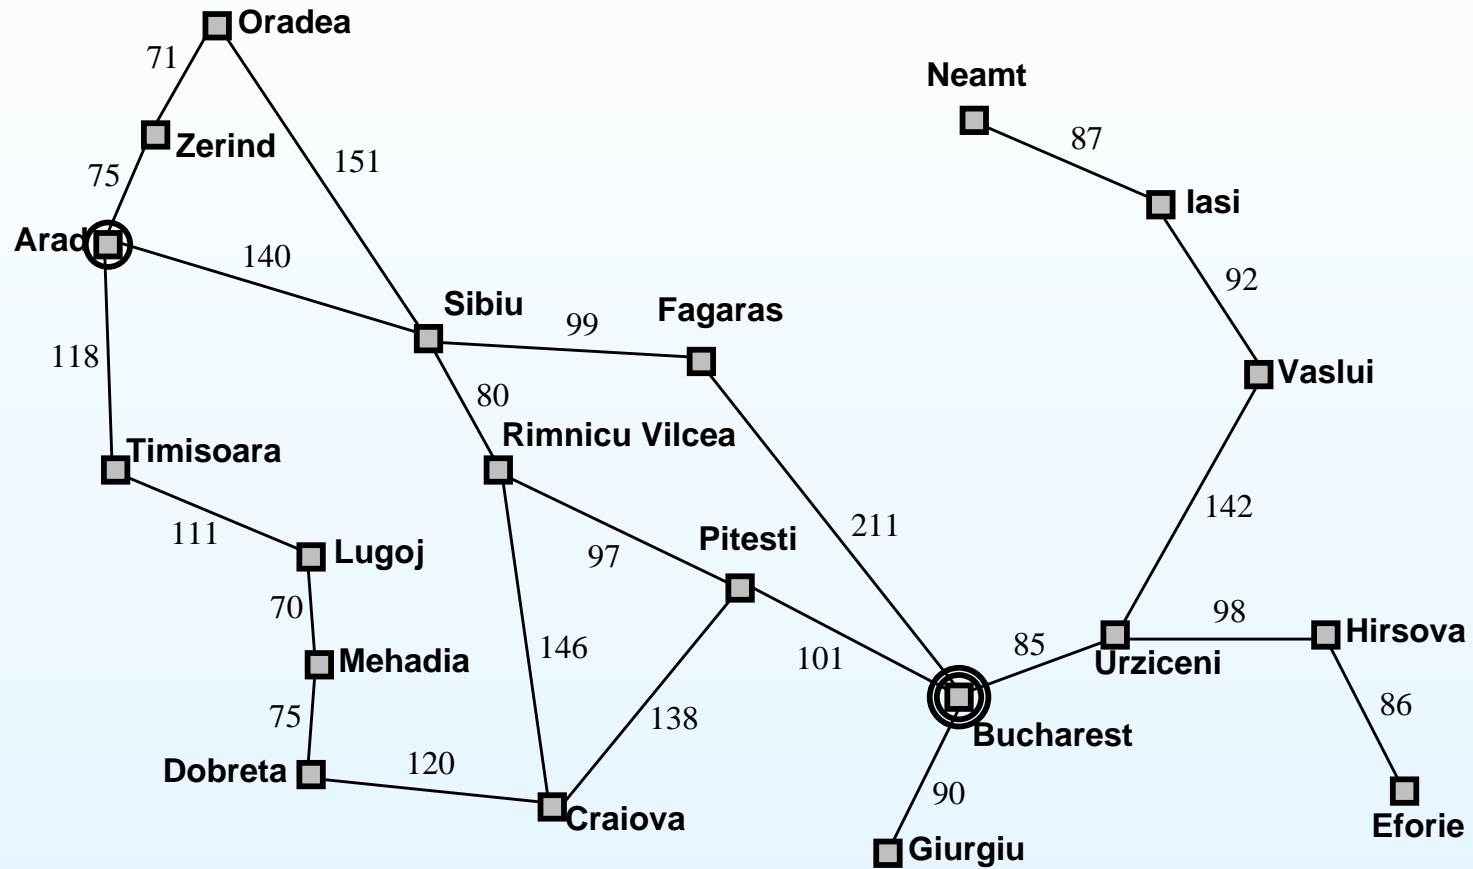 Oradea
71
Neamt
Zerind
87
151
75
Iasi
Arad
140
92
Sibiu
Fagaras
99
118
Vaslui
80
Rimnicu Vilcea
Timisoara
142
211
111
Pitesti
Lugoj
97
70
98
Hirsova
85
Urziceni
146
101
Mehadia
86
75
138
Bucharest
120
Dobreta
90
Craiova
Eforie
Giurgiu